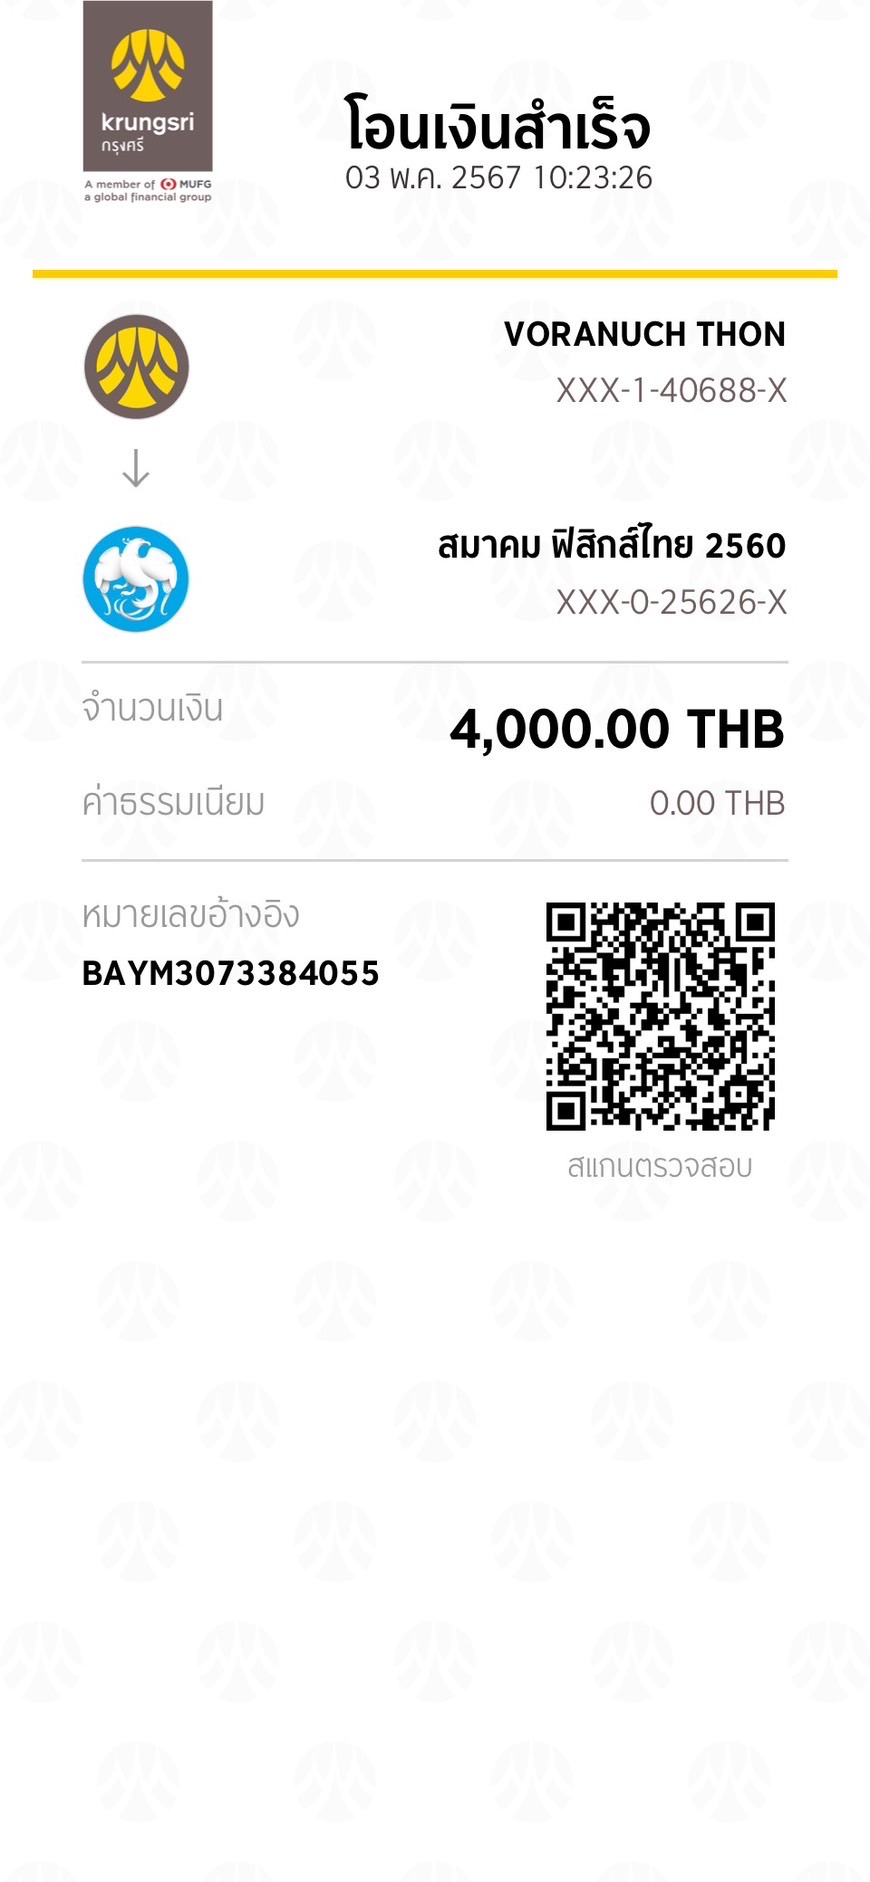 krungsri
กรุงศรี
A member of MUFG
a global financial group
โอนเงินสำเร็จ
03 พ.ค. 2567 10:23:26
VORANUCH THON
XXX-1-40688-X
สมาคม ฟิสิกส์ไทย 2560
XXX-0-25626-X
จำนวนเงิน
4,000.00 THB
ค่าธรรมเนียม
0.00 THB
หมายเลขอ้างอิง
BAYM3073384055
สแกนตรวจสอบ